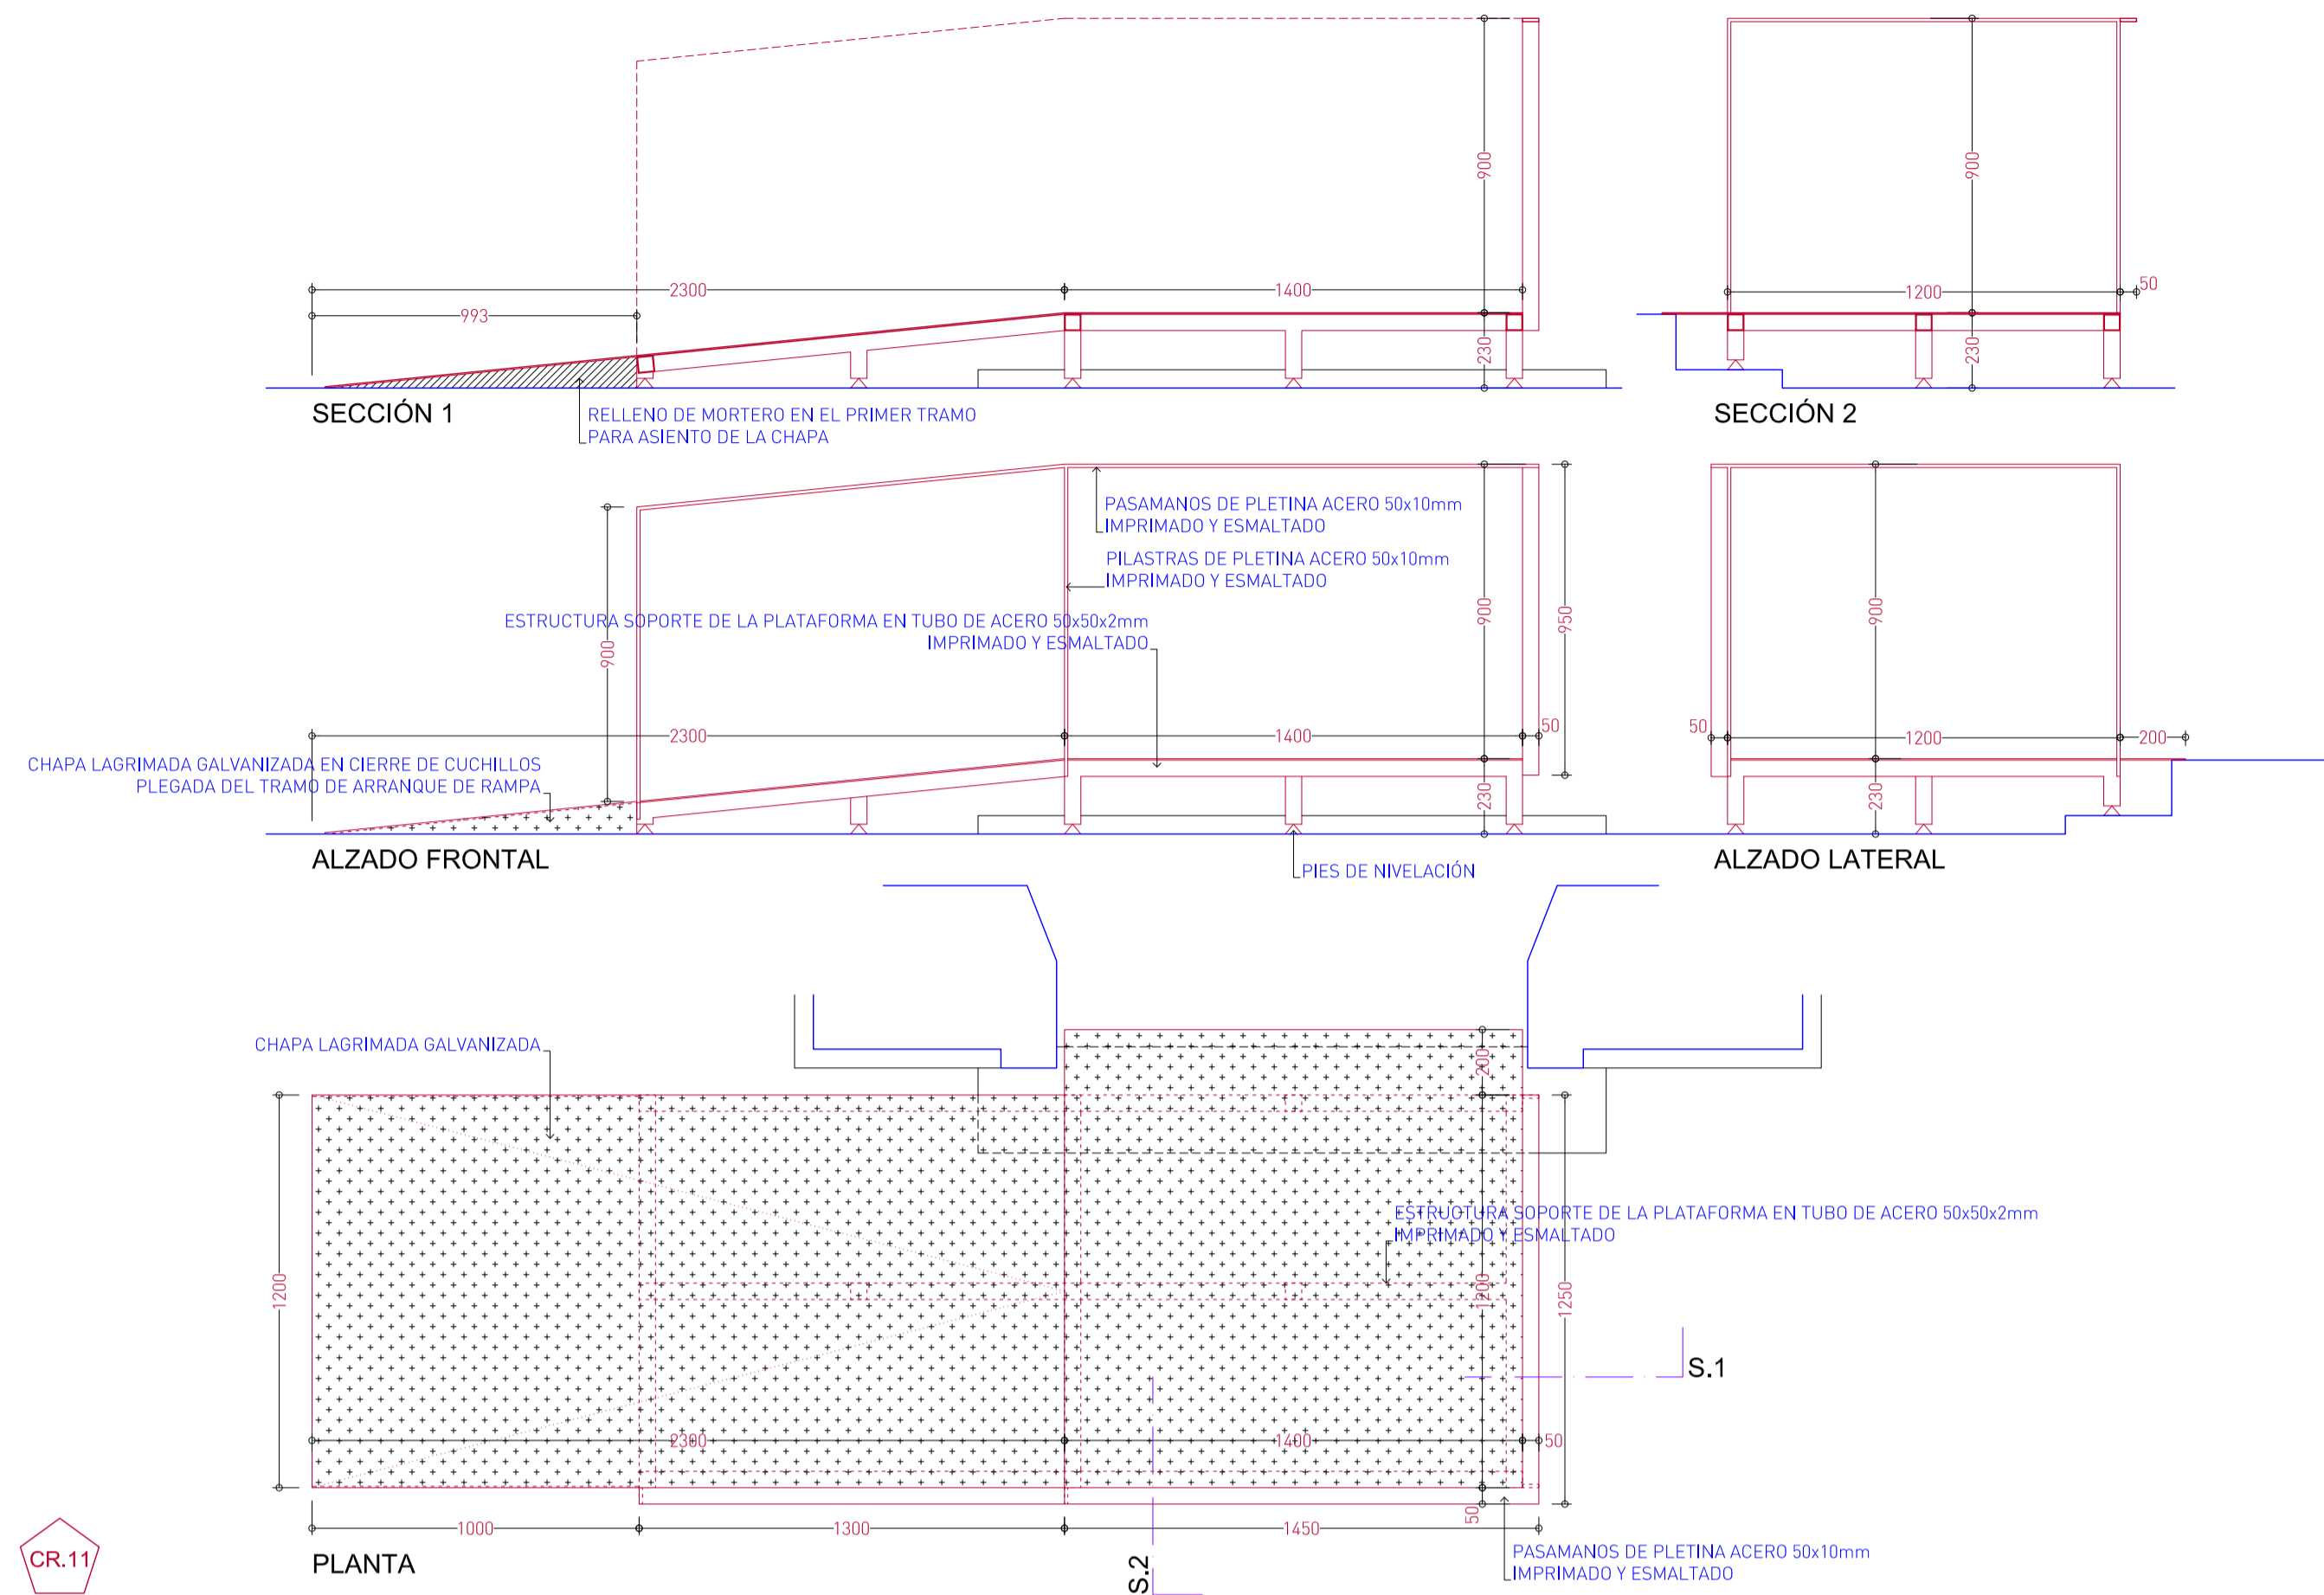 900
900
2300
1400
993
1200
50
230
230
SECCIÓN 1
RELLENO DE MORTERO EN EL PRIMER TRAMO
PARA ASIENTO DE LA CHAPA
SECCIÓN 2
PASAMANOS DE PLETINA ACERO 50x10mm
IMPRIMADO Y ESMALTADO
PILASTRAS DE PLETINA ACERO 50x10mm
IMPRIMADO Y ESMALTADO
ESTRUCTURA SOPORTE DE LA PLATAFORMA EN TUBO DE ACERO 50x50x2mm
IMPRIMADO Y ESMALTADO
900
900
950
900
2300
1400
50
50
1200
200
CHAPA LAGRIMADA GALVANIZADA EN CIERRE DE CUCHILLOS
PLEGADA DEL TRAMO DE ARRANQUE DE RAMPA
230
230
ALZADO FRONTAL
PIES DE NIVELACIÓN
ALZADO LATERAL
CHAPA LAGRIMADA GALVANIZADA
200
ESTRUCTURA SOPORTE DE LA PLATAFORMA EN TUBO DE ACERO 50x50x2mm
IMPRIMADO Y ESMALTADO
1200
1200
1250
S.1
2300
1400
50
50
1000
1300
1450
CR.11
PLANTA
S.2
PASAMANOS DE PLETINA ACERO 50x10mm
IMPRIMADO Y ESMALTADO